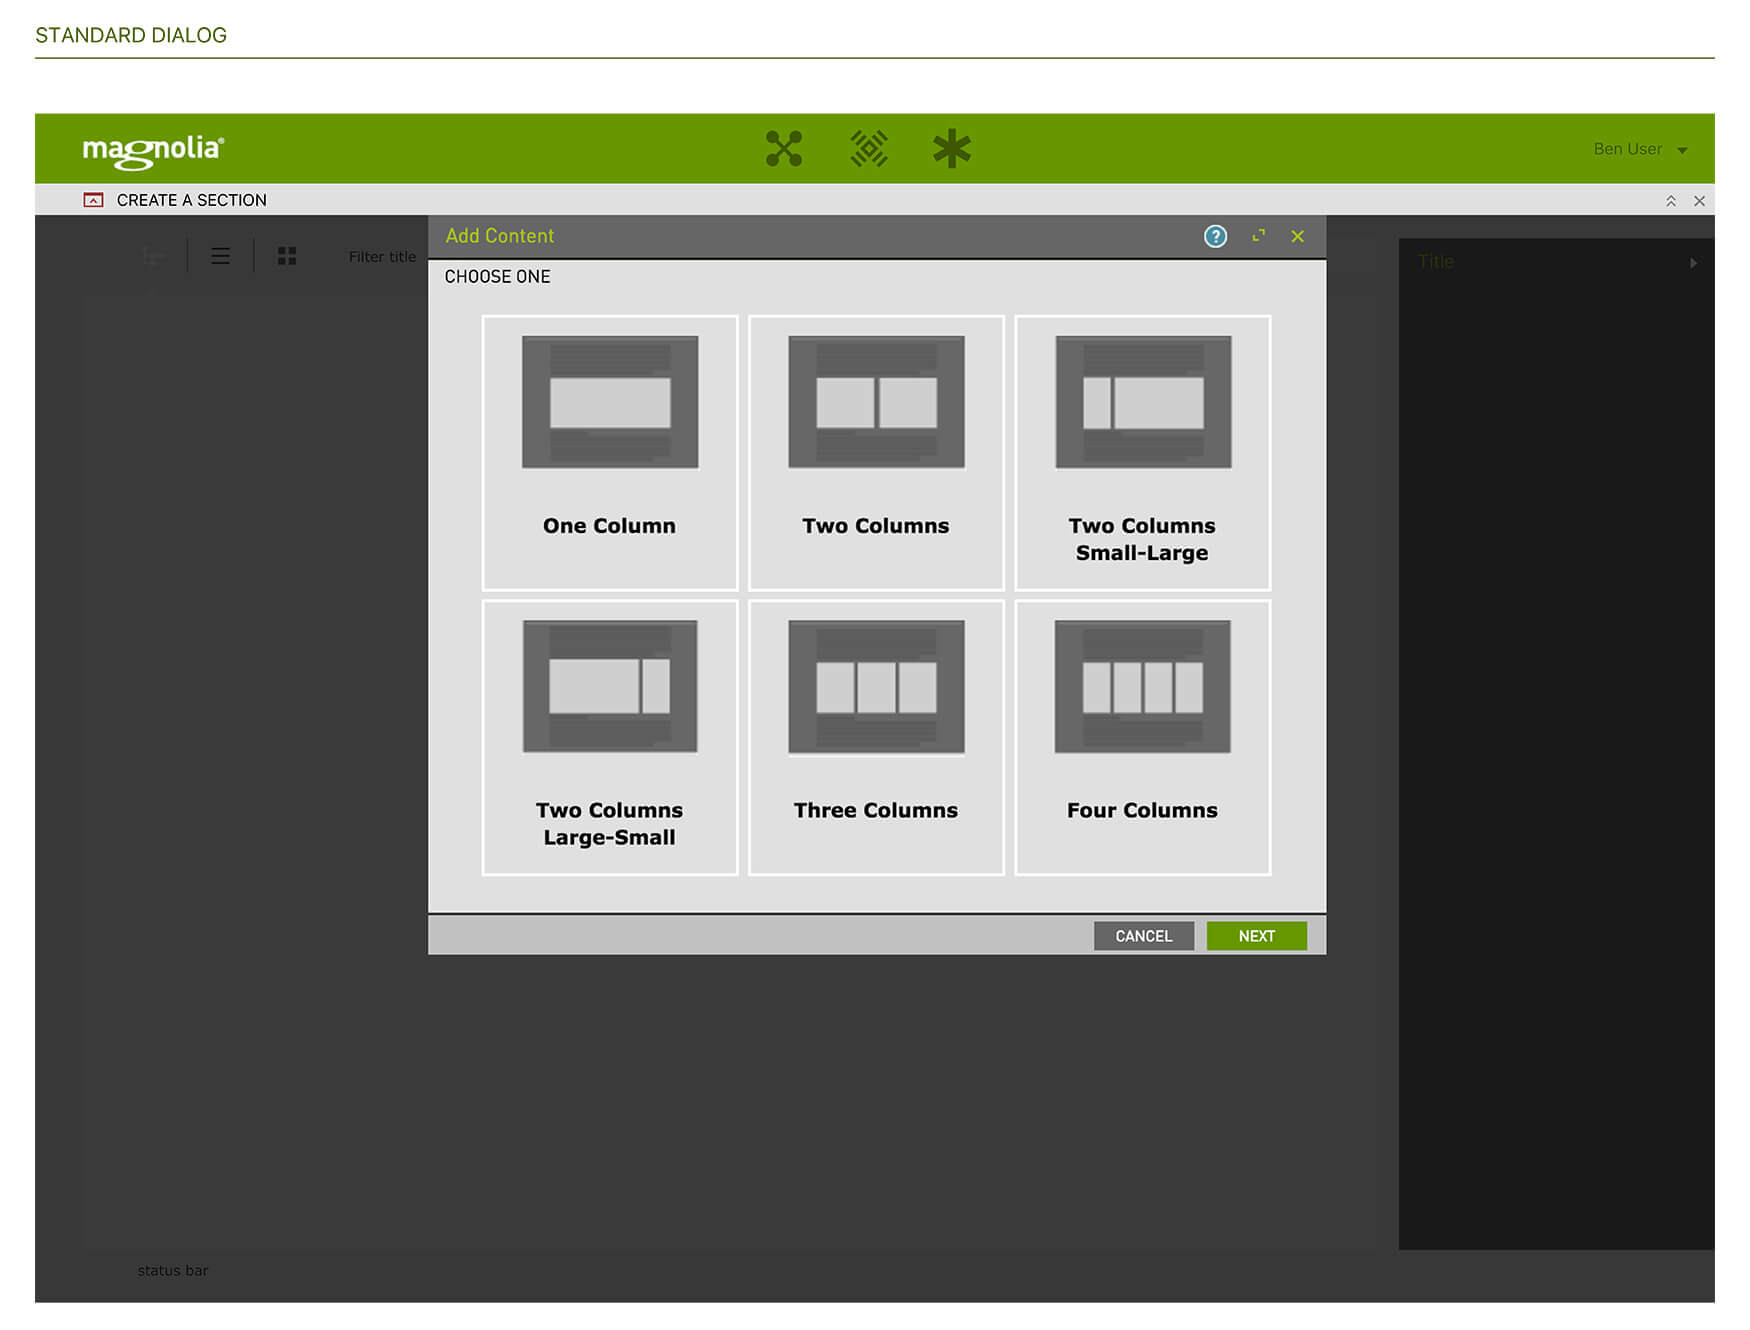 STANDARD DIALOG
magnolia®
Ben User
CREATE A SECTION
Filter title
Add Content
?
Title
CHOOSE ONE
One Column
Two Columns
Two Columns
Small-Large
Two Columns
Large-Small
Three Columns
Four Columns
CANCEL
NEXT
status bar